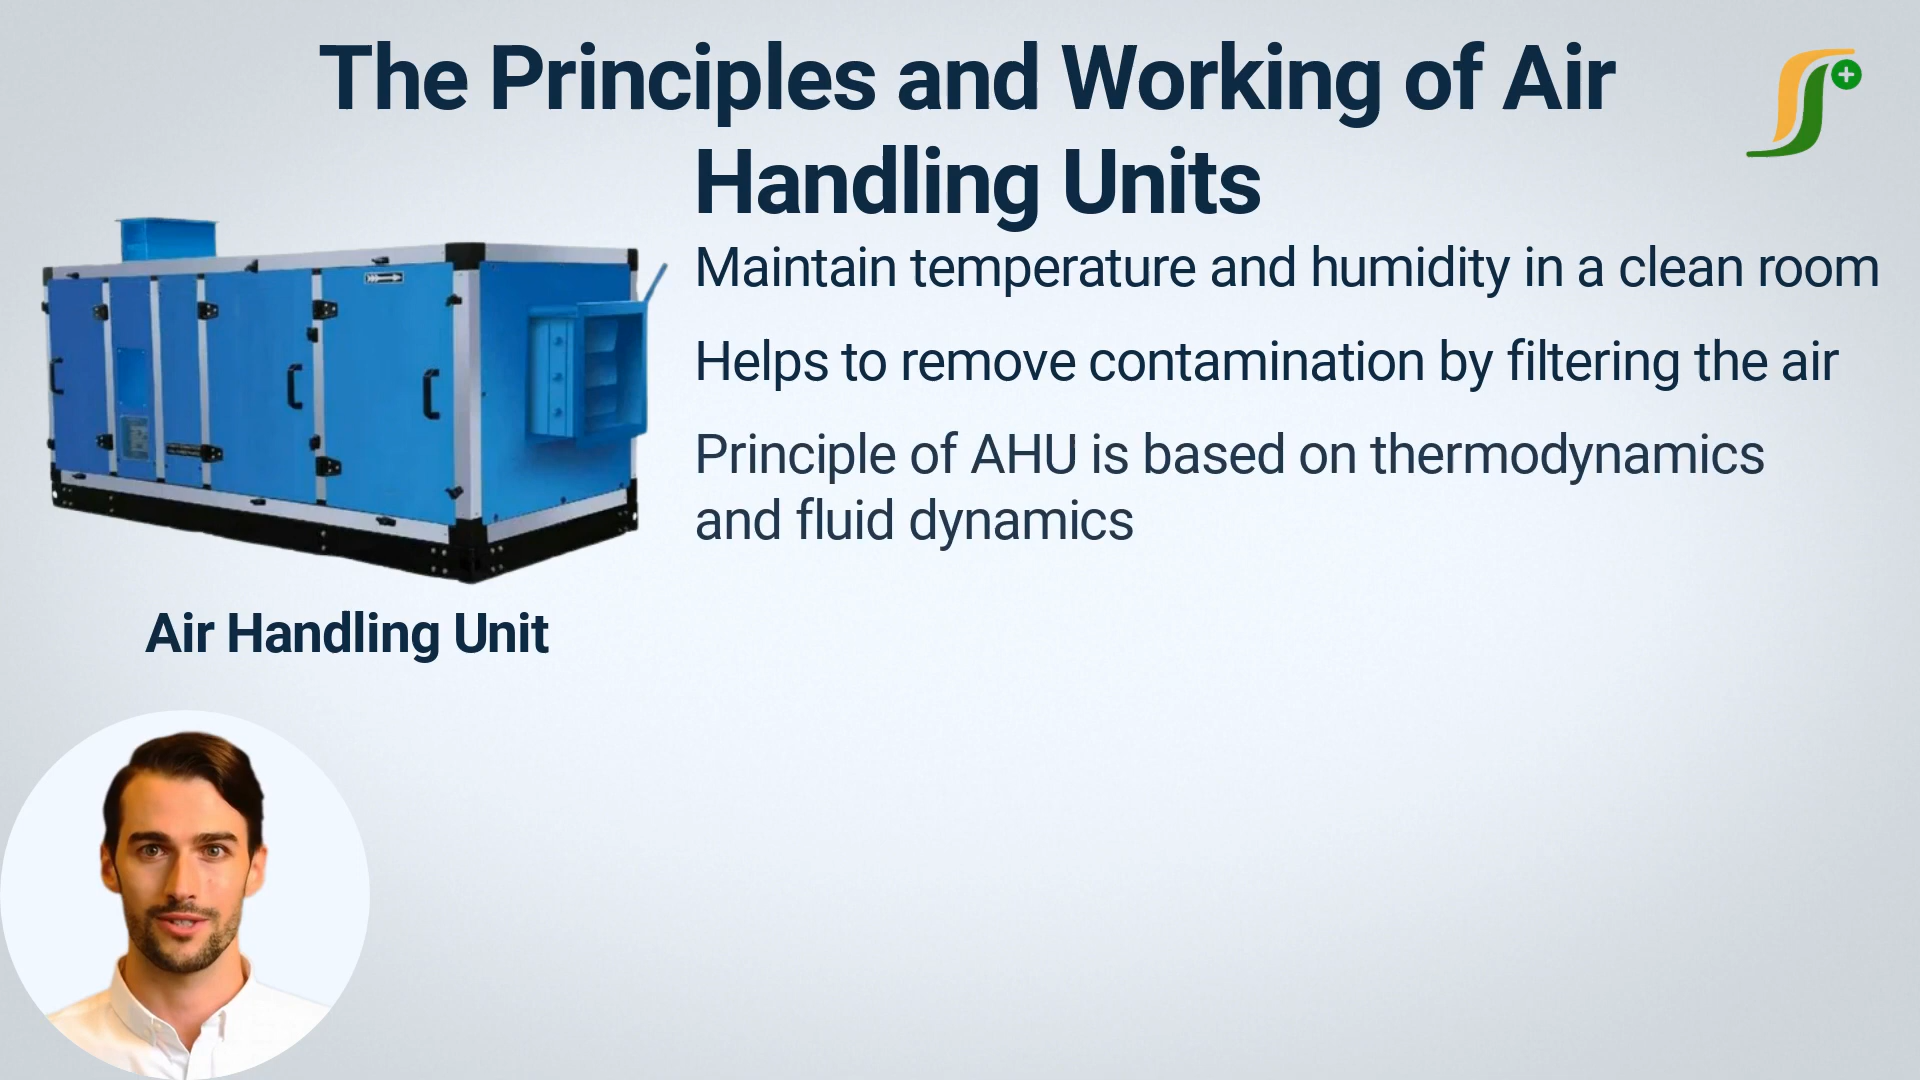 The Principles and Working of Air
Handling Units
Maintain temperature and humidity in a clean room
Helps to remove contamination by filtering the air
Principle of AHU is based on thermodynamics
and fluid dynamics
Air Handling Unit